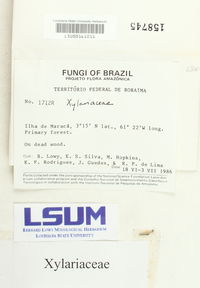 158745
FUNGI OF BRAZIL
PROJETO FLORA AMAZÔNICA
TERRITÓRIO FEDERAL DE RORAIMA
No. 1712R Xylariaceae
Ilha de Maracá, 3°15' N lat., 61° 22'W long.
Primary forest.
On dead wood.
B. Lowy, K. S. Silva, M. Hopkins,
K. F. Rodrigues, J. Guedes, & R. P. de Lima
18 VI-3 VII 1986
LSUM
BERNARD LOWRY MYCOLOGICAL HERBARIUM
LOUISIANA STATE UNIVERSITY
Xylariaceae